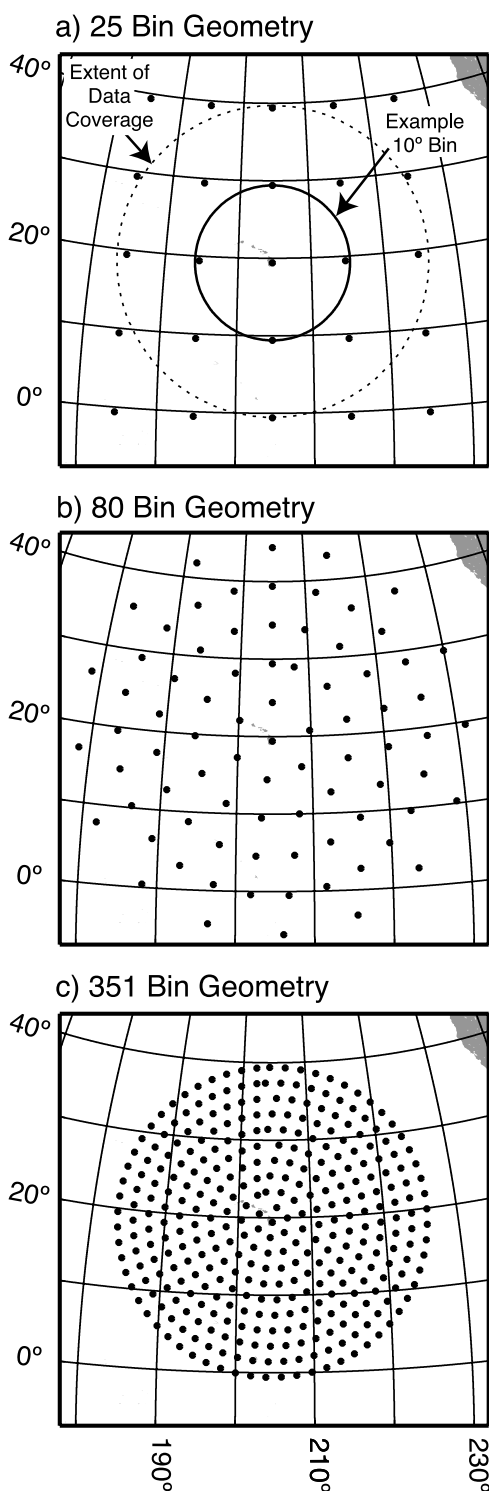 a) 25 Bin Geometry
40º
Extent of
Data
Coverage
Example
10º Bin
20º
0º
b) 80 Bin Geometry
40º
20º
0º
c) 351 Bin Geometry
40º
20º
0º
190º
210º
230º